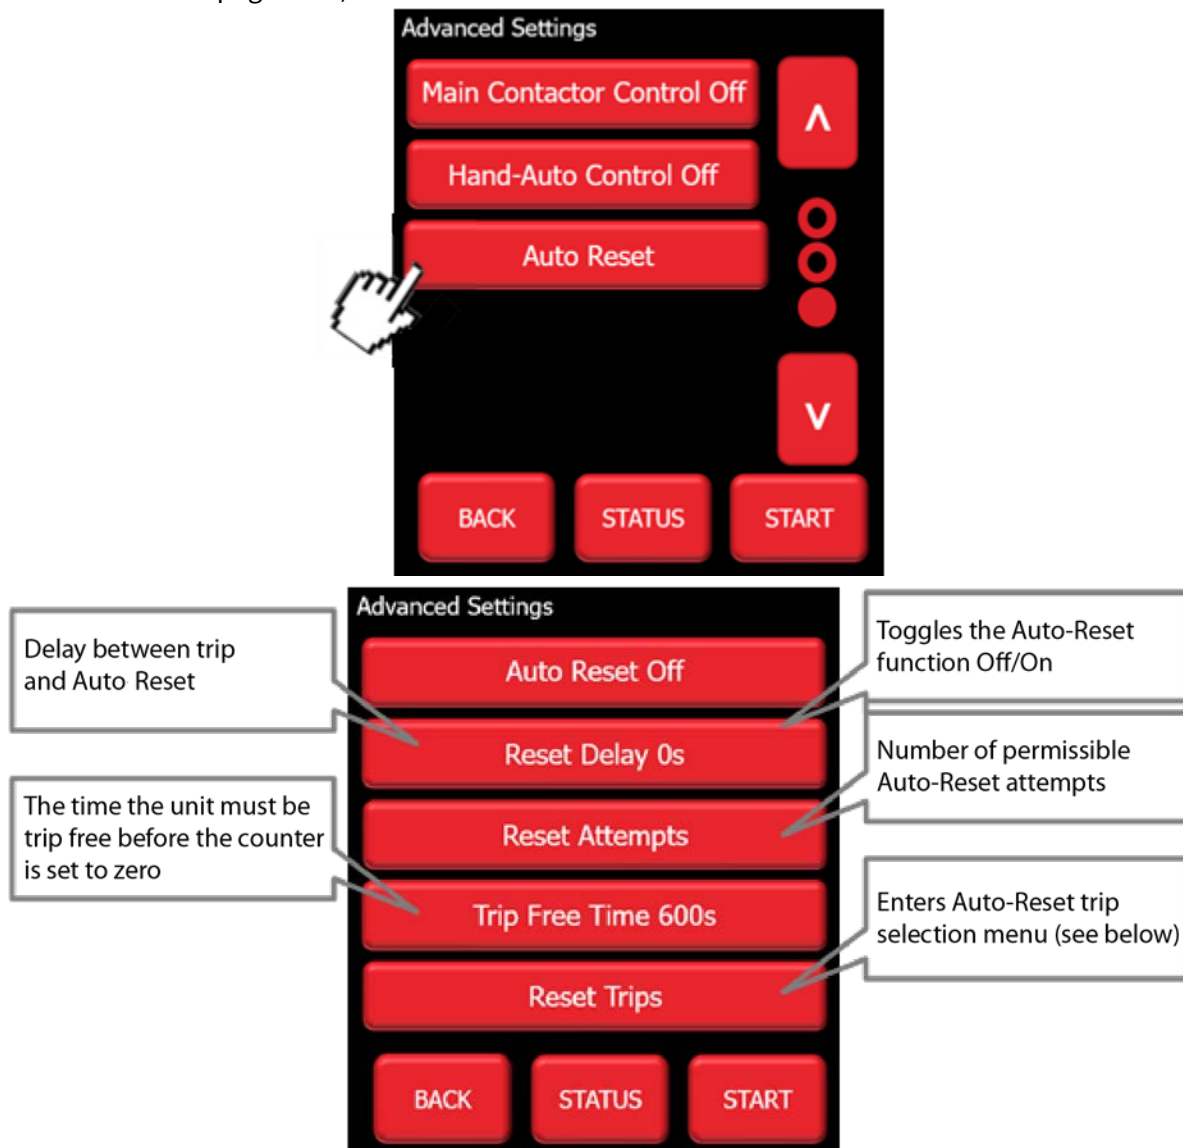 Advanced Settings
Main Contactor Control Off
Hand-Auto Control Off
Auto Reset
BACK STATUS START
Advanced Settings
Delay between trip
and Auto Reset
The time the unit must be
trip free before the counter
is set to zero
Auto Reset Off
Reset Delay 0s
Reset Attempts
Trip Free Time 600s
Reset Trips
BACK STATUS START
Toggles the Auto-Reset
function Off/On
Number of permissible
Auto-Reset attempts
Enters Auto-Reset trip
selection menu (see below)